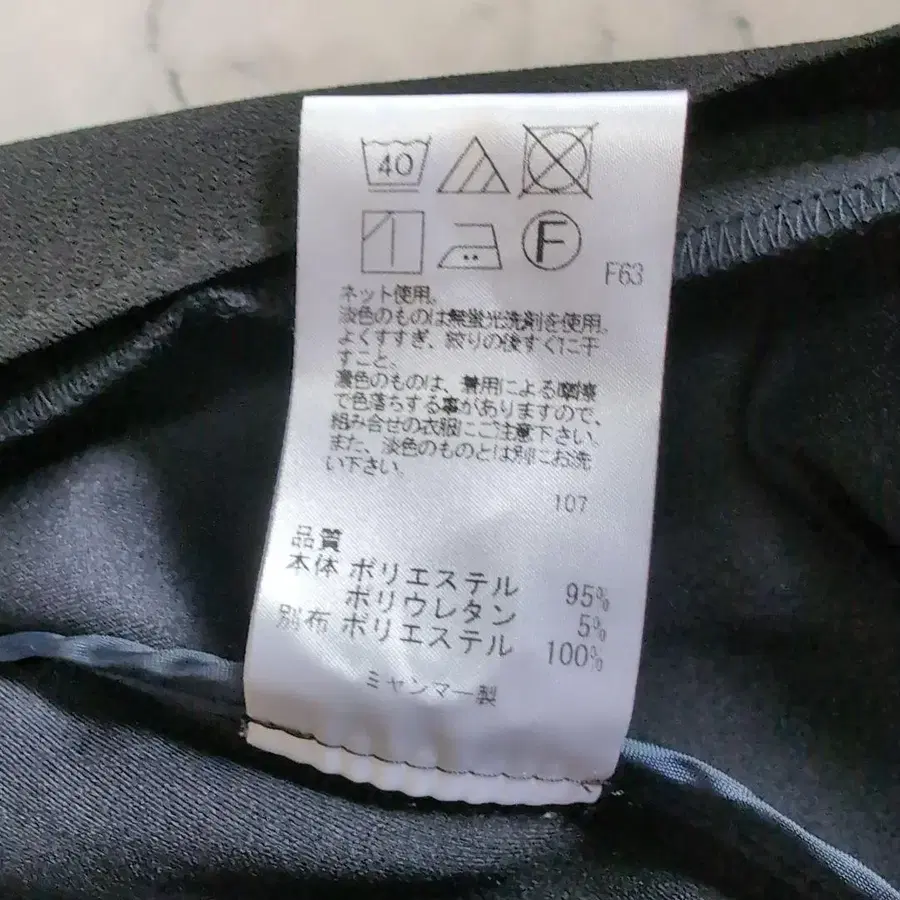 40
F
F63
ネット使用。
淡色のものは無蛍光洗剤を使用。
よくすすぎ、絞りの後すぐに干
すこと。
濃色のものは、着用による摩擦
で色落ちする事がありますので、
組み合せの衣服にご注意下さい。
また、淡色のものとは別にお洗
い下さい。
107
品質
本体 ポリエステル 95%
ポリウレタン 5%
別布 ポリエステル 100%
ミャンマー製